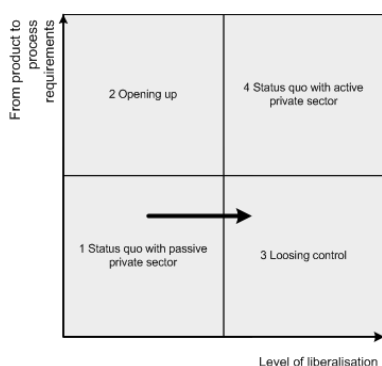 From product to
process
requirements
2 Opening up
4 Status quo with active
private sector
1 Status quo with passive
private sector
3 Loosing control
Level of liberalisation